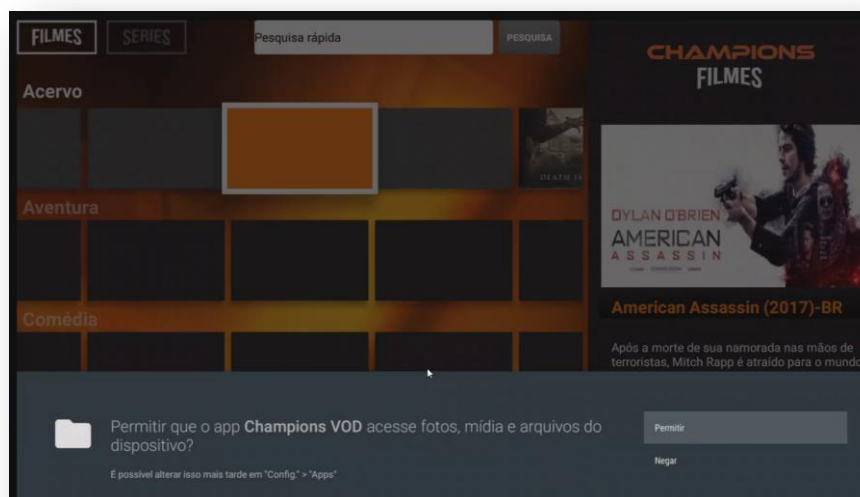 FILMES
SERIES
Pesquisa rápida
PESQUISA
CHAMPIONS
FILMES
Acervo
DEATH
Aventura
DYLAN O'BRIEN
AMERICAN
ASSASSIN
American Assassin (2017)-BR
Comédia
Após a morte de sua namorada nas mãos de
terroristas, Mitch Rapp é atraído para o mundo
Permitir que o app Champions VOD acesse fotos, mídia e arquivos do
dispositivo?
É possível alterar isso mais tarde em "Config." > "Apps"
Permitir
Negar